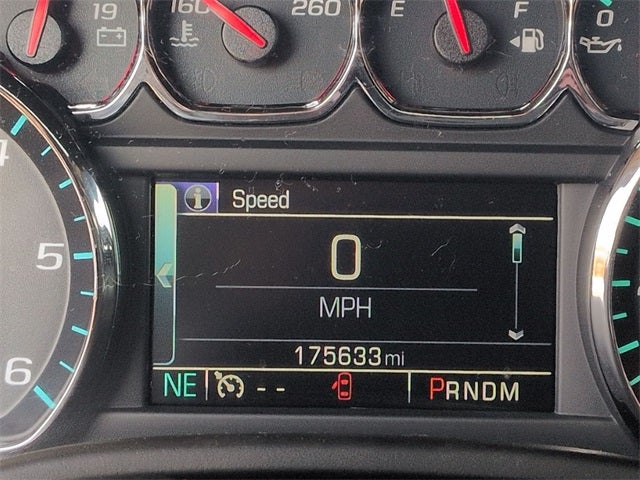 19 160 260 E F 0
4
Speed
0
5
MPH
175633 mi
6
NE -- PRNDM